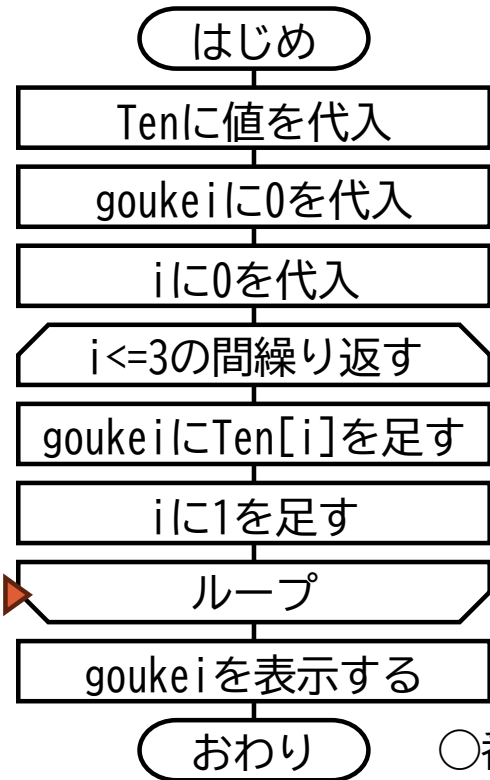 はじめ
Tenに値を代入
goukeiに0を代入
iに0を代入
i<=3の間繰り返す
goukeiにTen[i]を足す
iに1を足す
ループ
goukeiを表示する
おわり